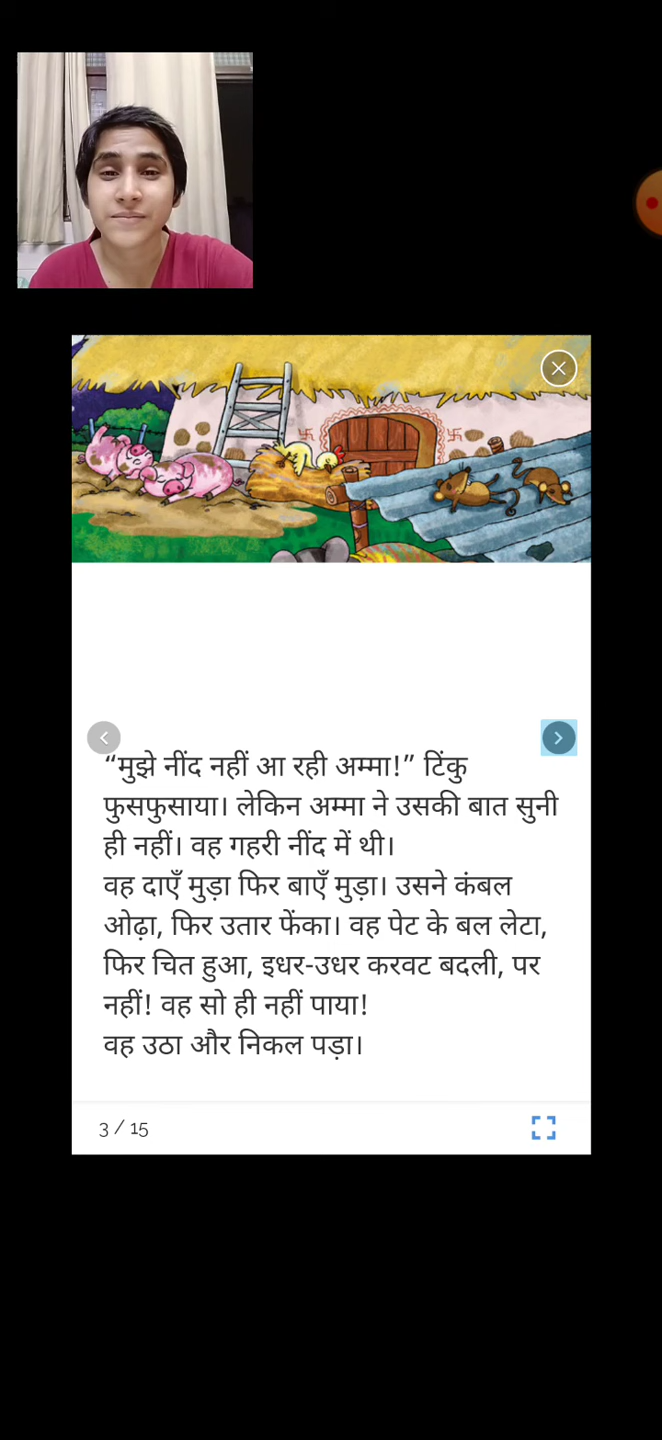 “मुझे नींद नहीं आ रही अम्मा!” टिंकु
फुसफुसाया। लेकिन अम्मा ने उसकी बात सुनी
ही नहीं। वह गहरी नींद में थी।
वह दाएँ मुड़ा फिर बाएँ मुड़ा। उसने कंबल
ओढ़ा, फिर उतार फेंका। वह पेट के बल लेटा,
फिर चित हुआ, इधर-उधर करवट बदली, पर
नहीं! वह सो ही नहीं पाया!
वह उठा और निकल पड़ा।
3 / 15